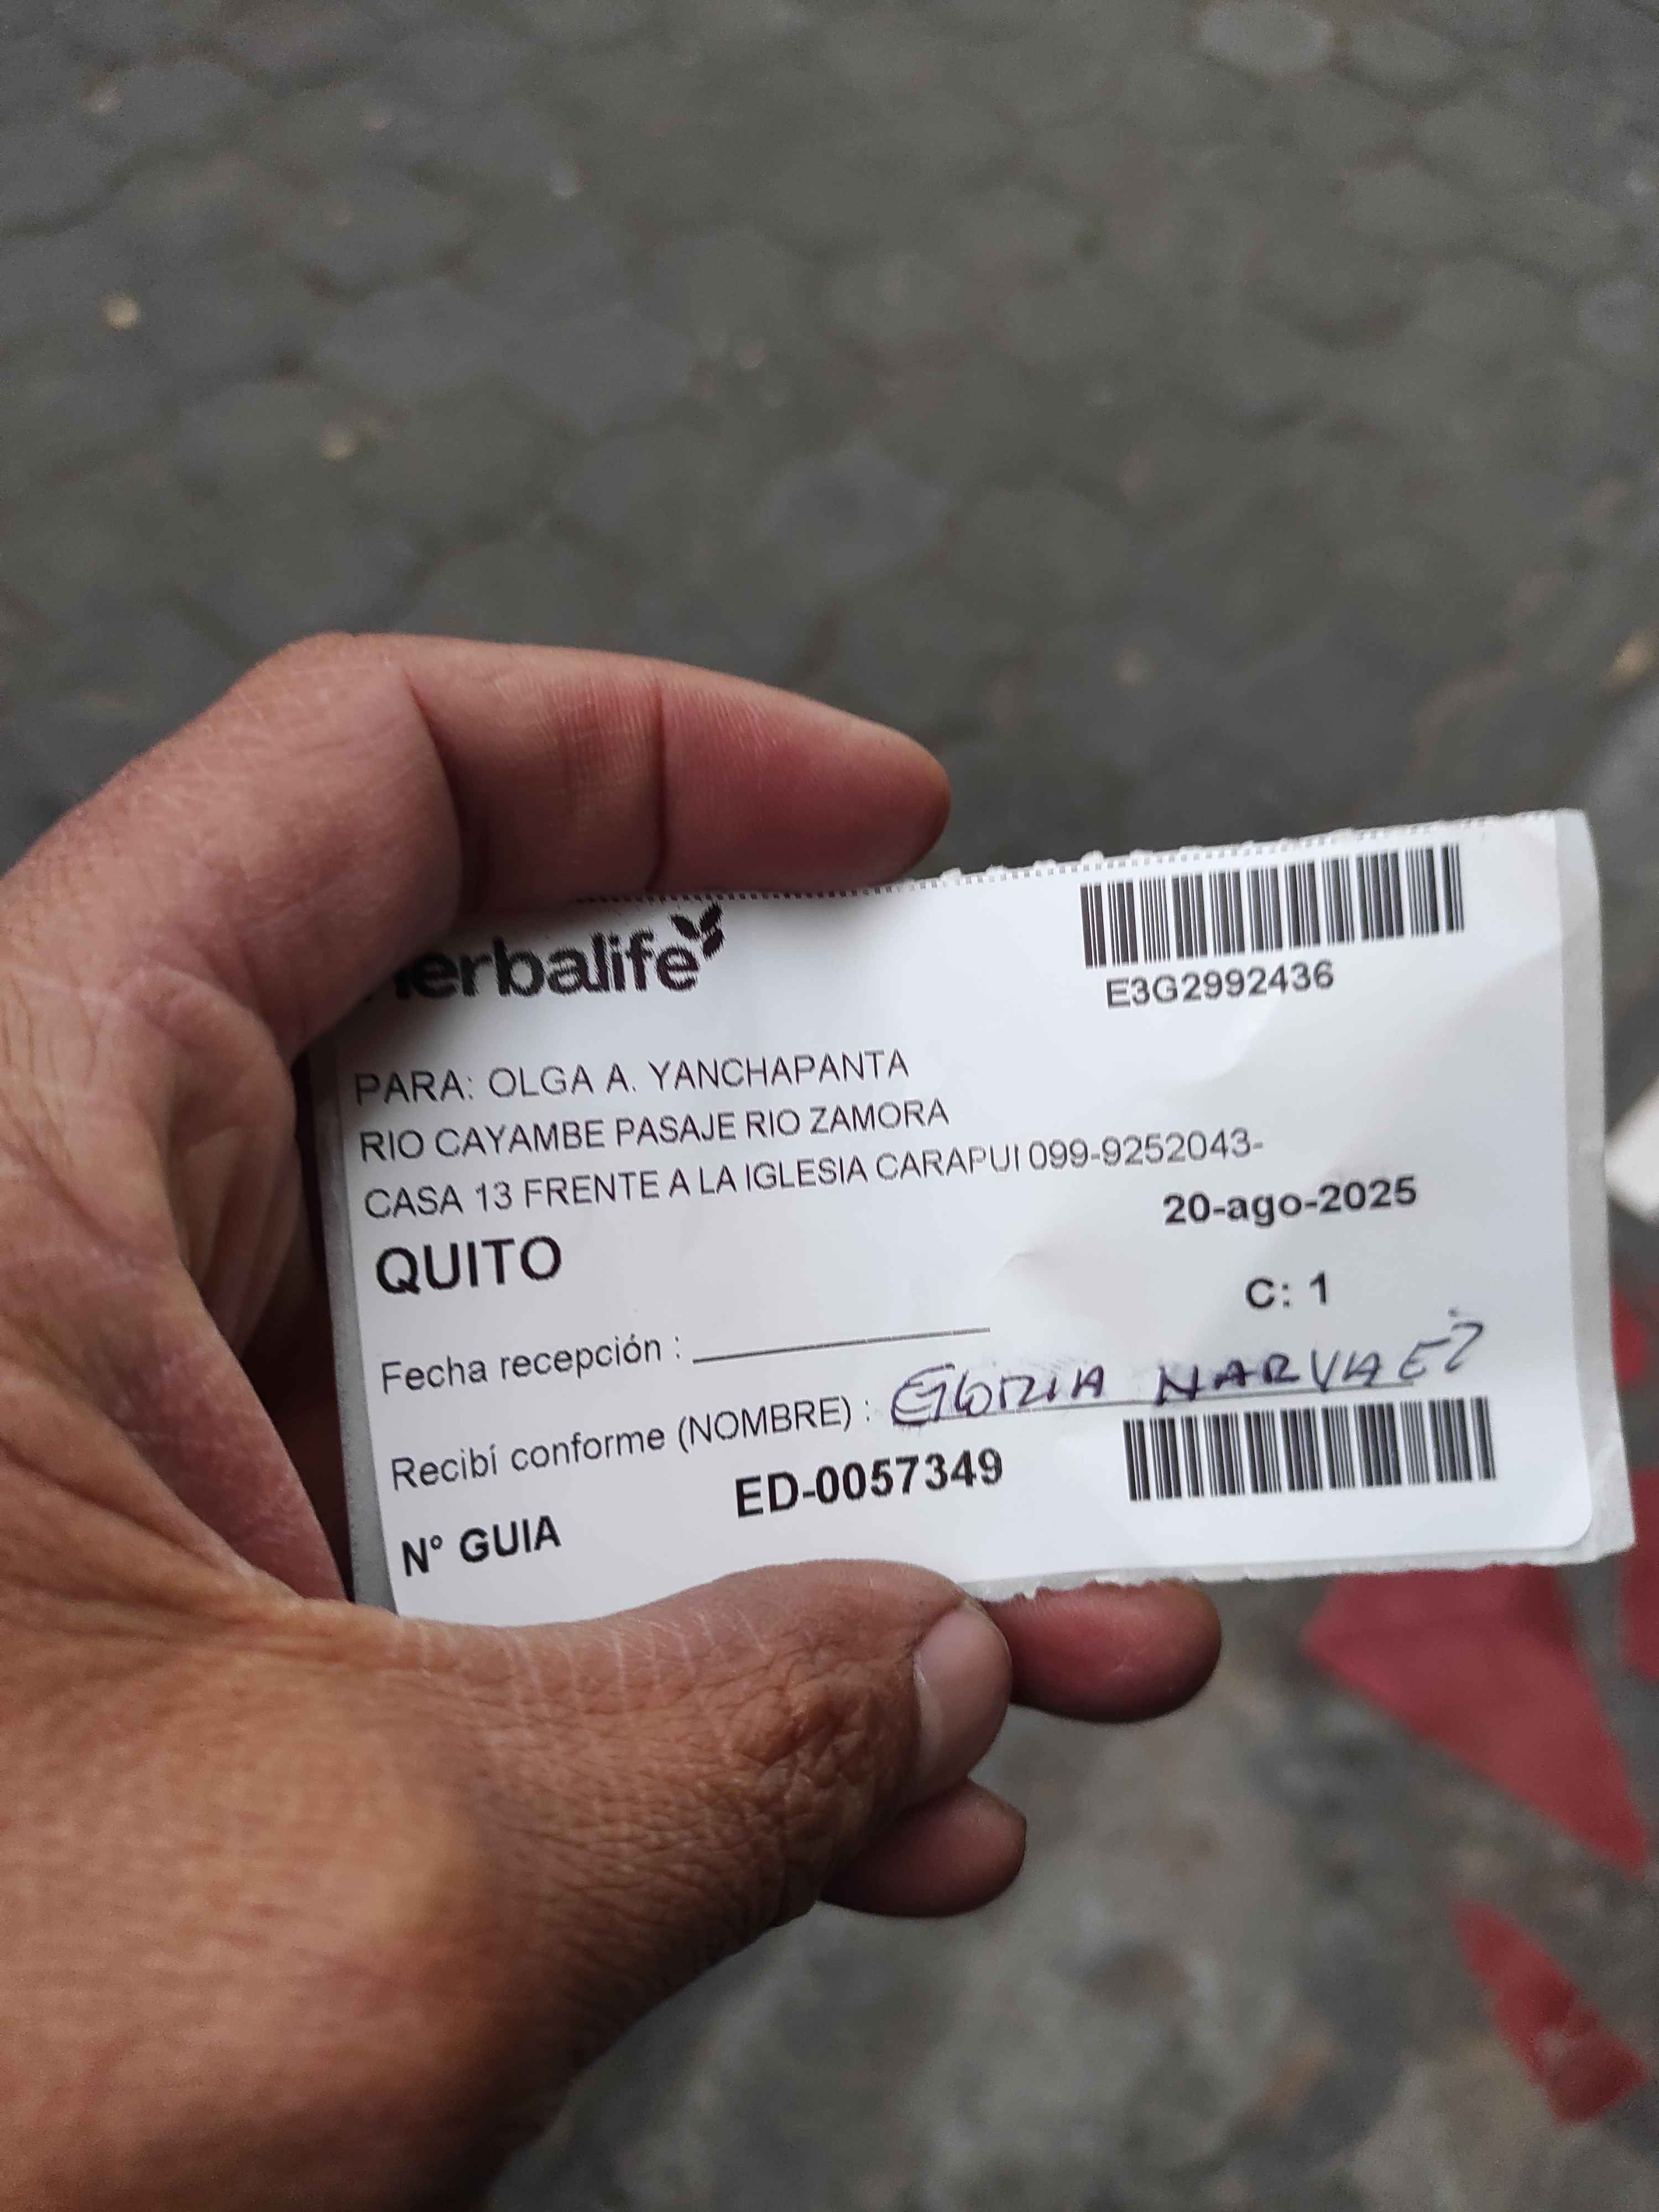 Herbalife
E3G2992436
PARA: OLGA A. YANCHAPANTA
RIO CAYAMBE PASAJE RIO ZAMORA
CASA 13 FRENTE A LA IGLESIA CARAPUI 099-9252043-
20-ago-2025
QUITO
C: 1
Fecha recepción :
Recibí conforme (NOMBRE) : GLORIA NARVAEZ
N° GUIA ED-0057349